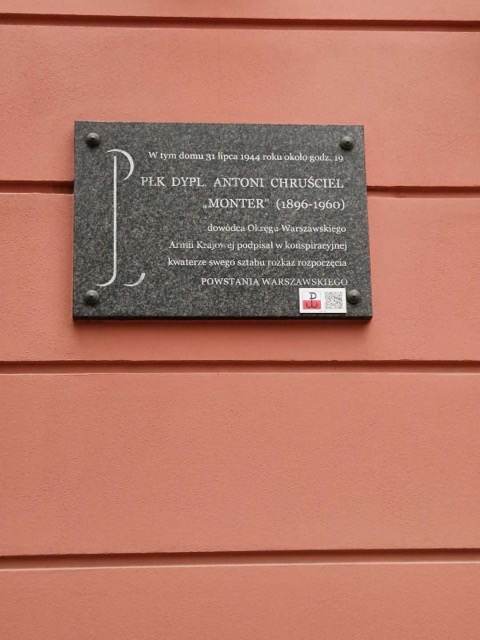 W tym domu 31 lipca 1944 roku około godz. 19
PŁK DYPL. ANTONI CHRUŚCIEL
„MONTER" (1896-1960)
dowódca Okręgu Warszawskiego
Armii Krajowej podpisał w konspiracyjnej
kwaterze swego sztabu rozkaz rozpoczęcia
POWSTANIA WARSZAWSKIEGO